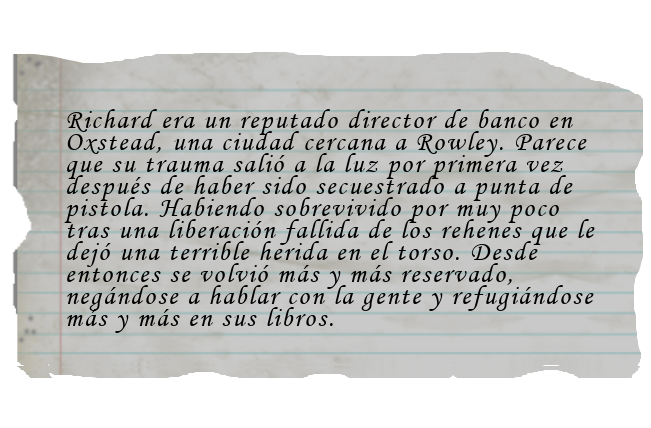 Richard era un reputado director de banco en
Oxstead, una ciudad cercana a Rowley. Parece
que su trauma salió a la luz por primera vez
después de haber sido secuestrado a punta de
pistola. Habiendo sobrevivido por muy poco
tras una liberación fallida de los rehenes que le
dejó una terrible herida en el torso. Desde
entonces se volvió más y más reservado,
negándose a hablar con la gente y refugiándose
más y más en sus libros.